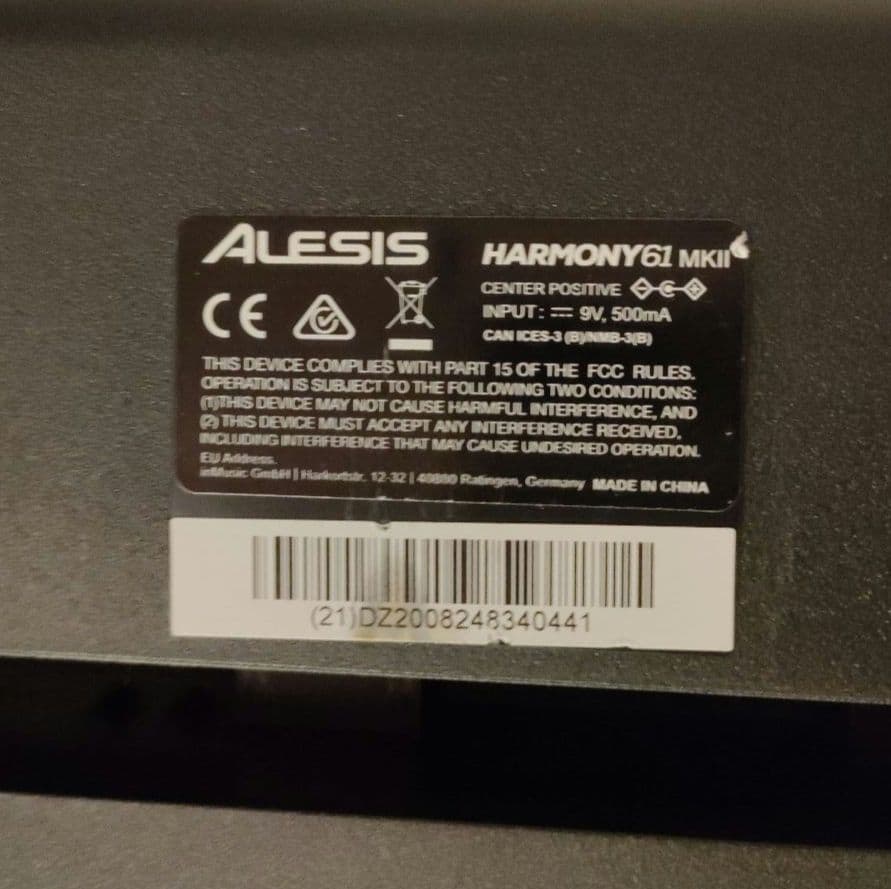 ALESIS
HARMONY61 MKII
CENTER POSITIVE
INPUT: 9V, 500mA
CAN ICES-3 (B)/NMB-3(B)
CE
THIS DEVICE COMPLIES WITH PART 15 OF THE FCC RULES.
OPERATION IS SUBJECT TO THE FOLLOWING TWO CONDITIONS:
(1)THIS DEVICE MAY NOT CAUSE HARMFUL INTERFERENCE, AND
(2) THIS DEVICE MUST ACCEPT ANY INTERFERENCE RECEIVED,
INCLUDING INTERFERENCE THAT MAY CAUSE UNDESIRED OPERATION.
EU Address.
inMusic GmbH | Harkortstr. 12-32 | 40880 Ratingen, Germany MADE IN CHINA
(21)DZ2008248340441